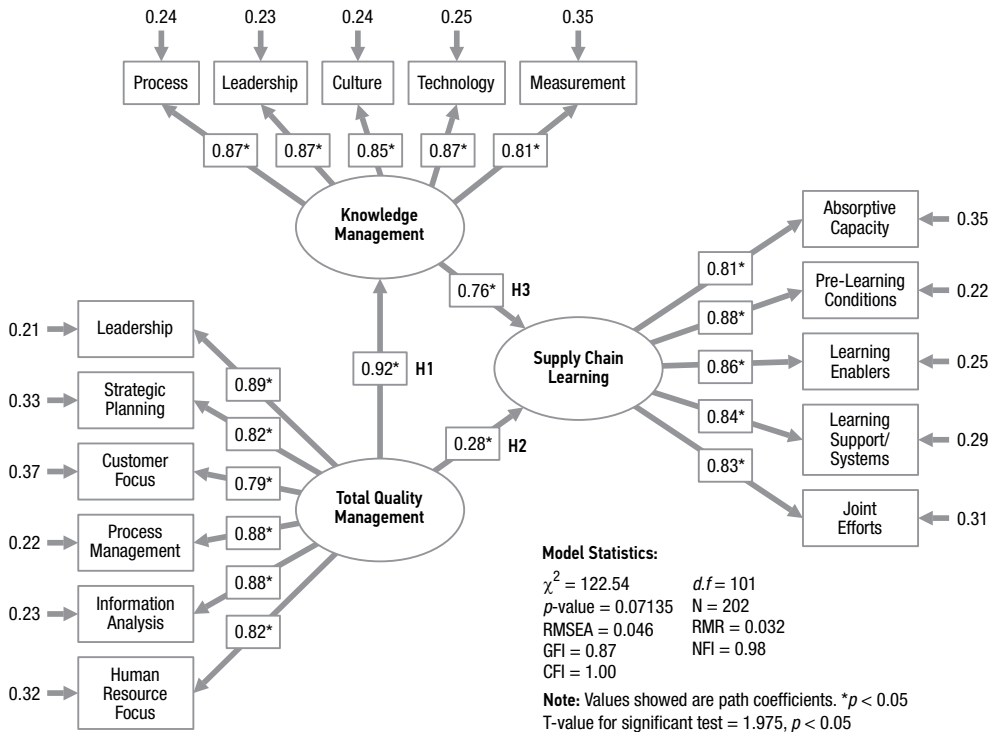 0.24
0.23
0.24
0.25
0.35
Process
Leadership
Culture
Technology
Measurement
0.87*
0.87*
0.85*
0.87*
0.81*
Knowledge
Management
0.76* H3
0.92* H1
0.28* H2
Supply Chain
Learning
0.81*
0.88*
0.86*
0.84*
0.83*
Absorptive
Capacity
0.35
Pre-Learning
Conditions
0.22
Learning
Enablers
0.25
Learning
Support/
Systems
0.29
Joint
Efforts
0.31
0.21
Leadership
0.33
Strategic
Planning
0.37
Customer
Focus
0.22
Process
Management
0.23
Information
Analysis
0.32
Human
Resource
Focus
0.89*
0.82*
0.79*
0.88*
0.88*
0.82*
Total Quality
Management
Model Statistics:
χ² = 122.54 d.f = 101
p-value = 0.07135 N = 202
RMSEA = 0.046 RMR = 0.032
GFI = 0.87 NFI = 0.98
CFI = 1.00
Note: Values showed are path coefficients. *p < 0.05
T-value for significant test = 1.975, p < 0.05